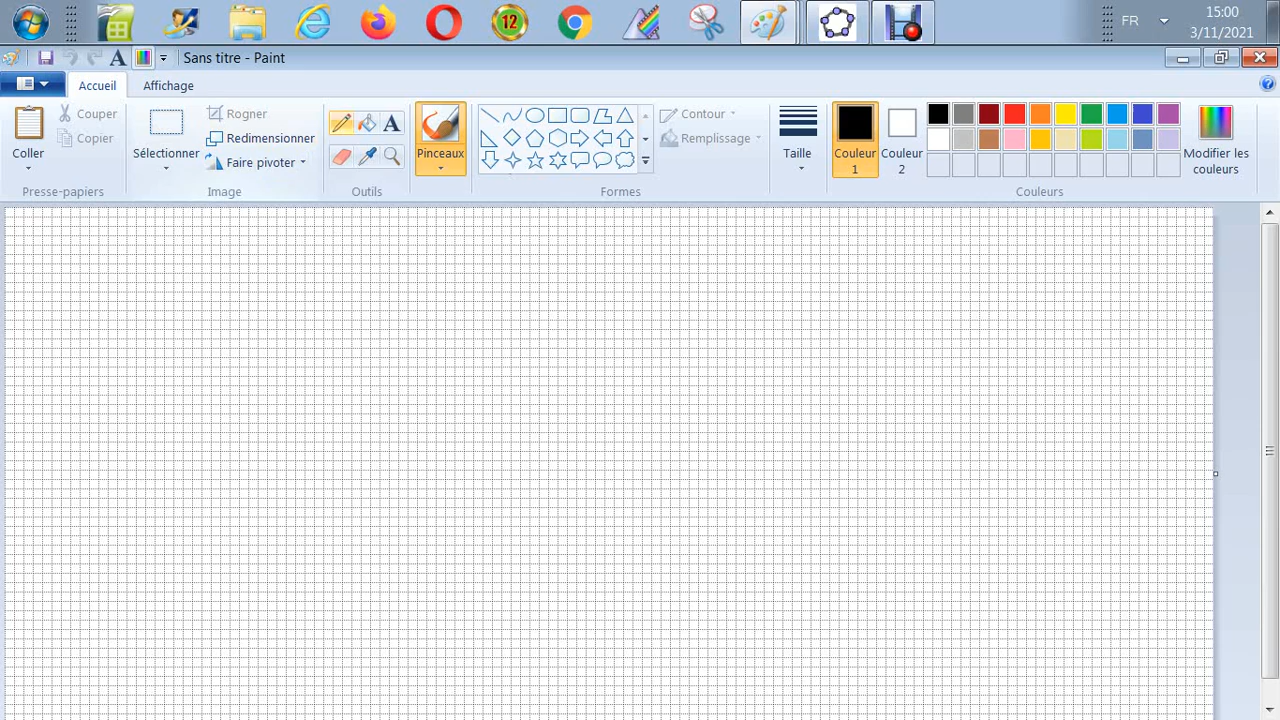 12
FR
15:00
3/11/2021
Sans titre - Paint
Accueil
Affichage
Coller
Couper
Copier
Presse-papiers
Sélectionner
Rogner
Redimensionner
Faire pivoter
Image
A
Outils
Pinceaux
Contour
Remplissage
Formes
Taille
Couleur 1
Couleur 2
Modifier les couleurs
Couleurs